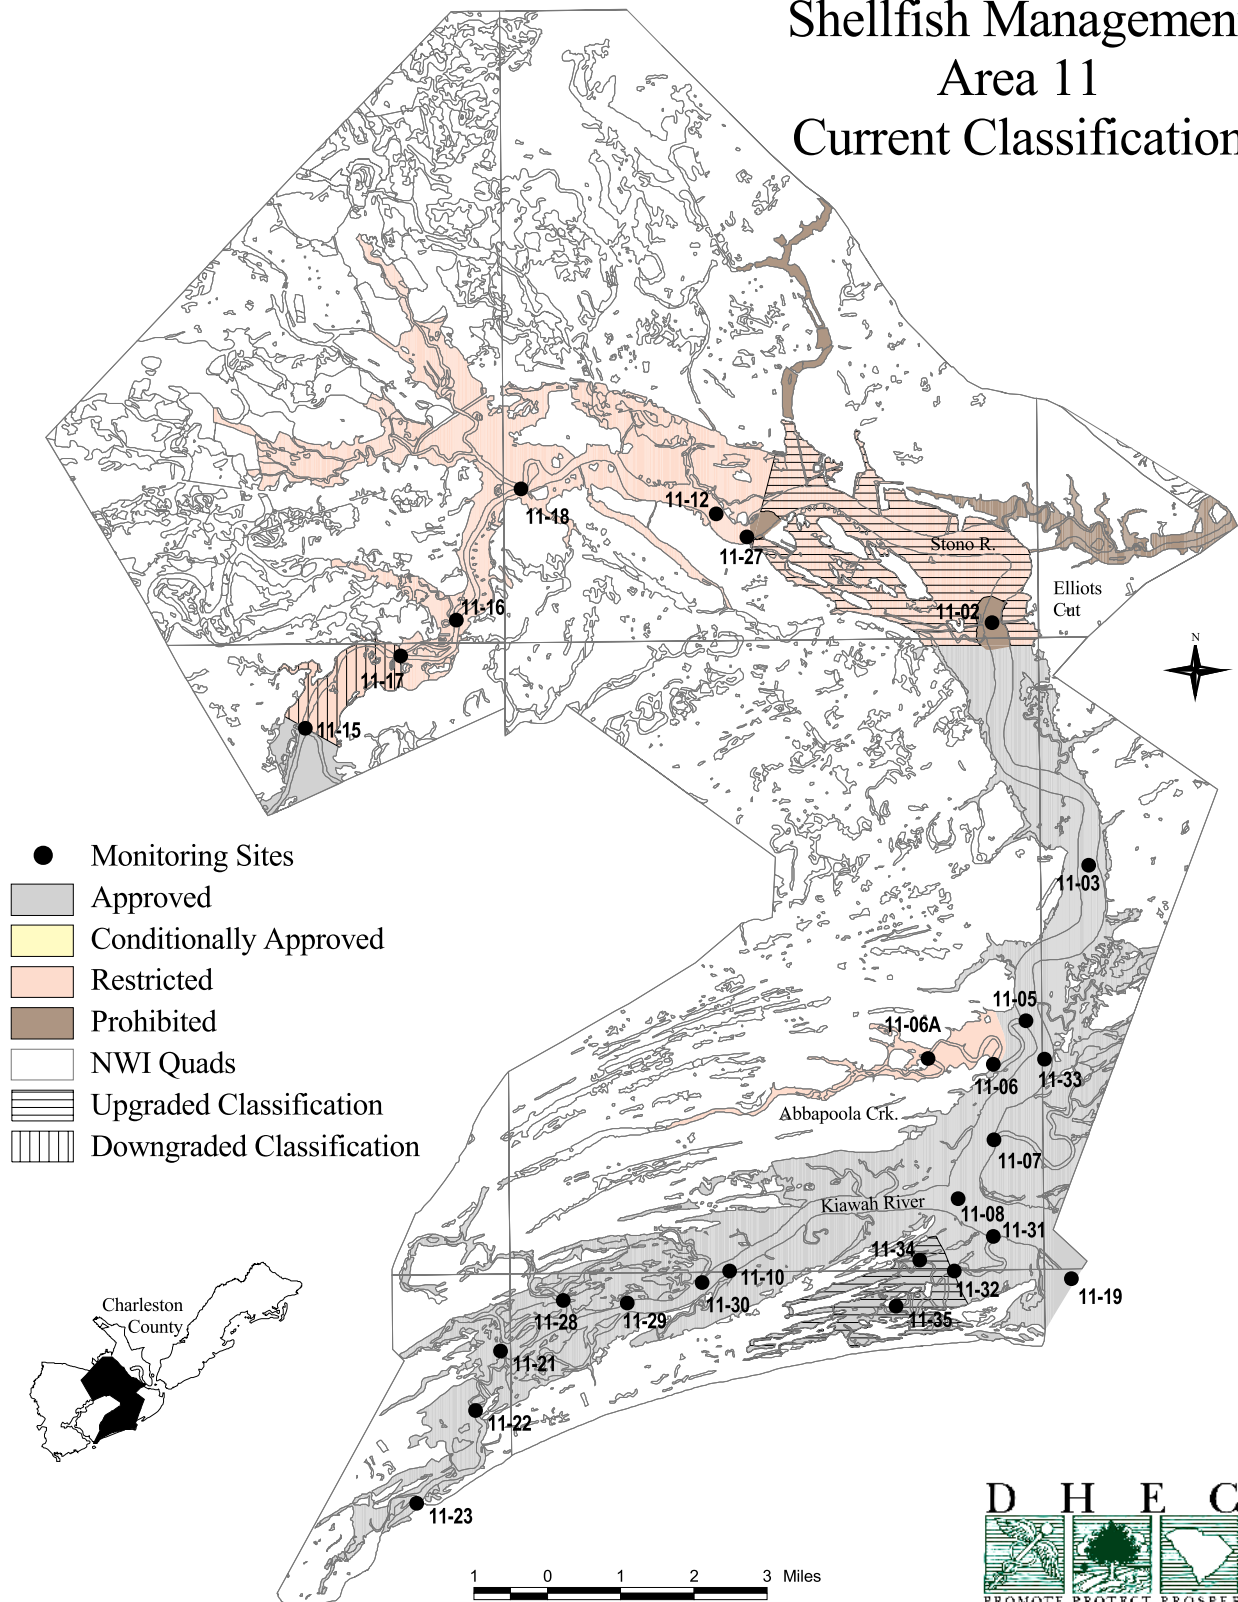 Shellfish Managemen
Area 11
Current Classification
11-12
11-18
11-27
Stono R.
Elliots
Cut
11-02
11-16
N
11-17
11-15
Monitoring Sites
Approved
Conditionally Approved
Restricted
Prohibited
NWI Quads
Upgraded Classification
Downgraded Classification
11-03
11-05
11-06A
11-06
11-33
Abbapoola Crk.
11-07
Kiawah River
11-08
11-31
11-34
11-10
11-32
11-19
11-30
11-28
11-29
11-35
Charleston
County
11-21
11-22
11-23
D H E C
1 0 1 2 3 Miles
PROMOTE PROTECT PROSPER